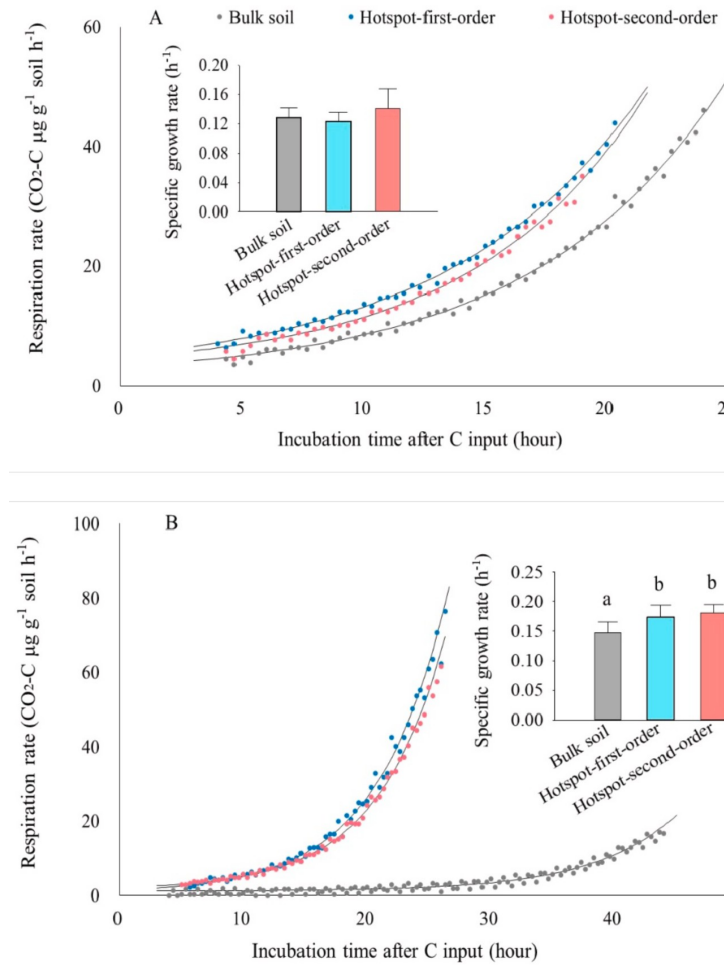 Bulk soil Hotspot-first-order Hotspot-second-order
A
60
40
20
0
Respiration rate (CO₂-C µg g⁻¹ soil h⁻¹)
0.20
0.16
0.12
0.08
0.04
0.00
Specific growth rate (h⁻¹)
Bulk soil
Hotspot-first-order
Hotspot-second-order
0 5 10 15 20 25
Incubation time after C input (hour)
B
100
80
60
40
20
0
Respiration rate (CO₂-C µg g⁻¹ soil h⁻¹)
0.25
0.20
0.15
0.10
0.05
0.00
Specific growth rate (h⁻¹)
a b b
Bulk soil
Hotspot-first-order
Hotspot-second-order
0 10 20 30 40
Incubation time after C input (hour)